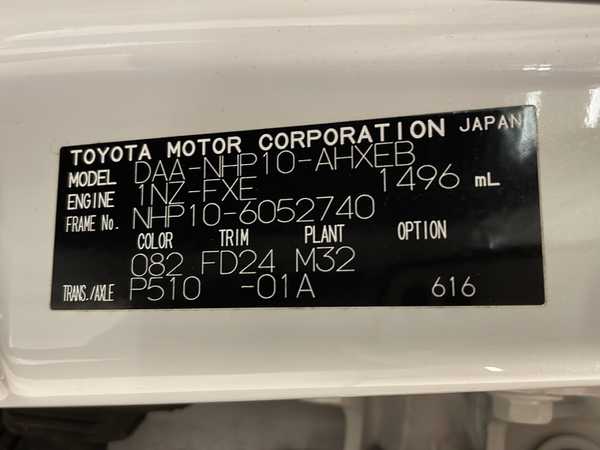 TOYOTA MOTOR CORPORATION JAPAN
MODEL DAA-NHP10-AHXEB
ENGINE 1NZ-FXE 1496 mL
FRAME No. NHP10-6052740
COLOR TRIM PLANT OPTION
082 FD24 M32
TRANS./AXLE P510 -01A 616